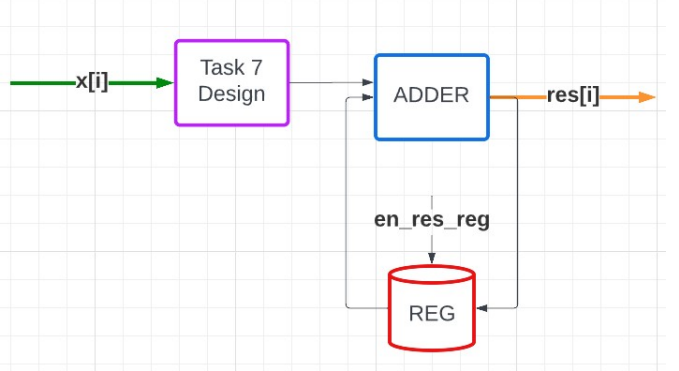 x[i]
Task 7
Design
ADDER
res[i]
en_res_reg
REG